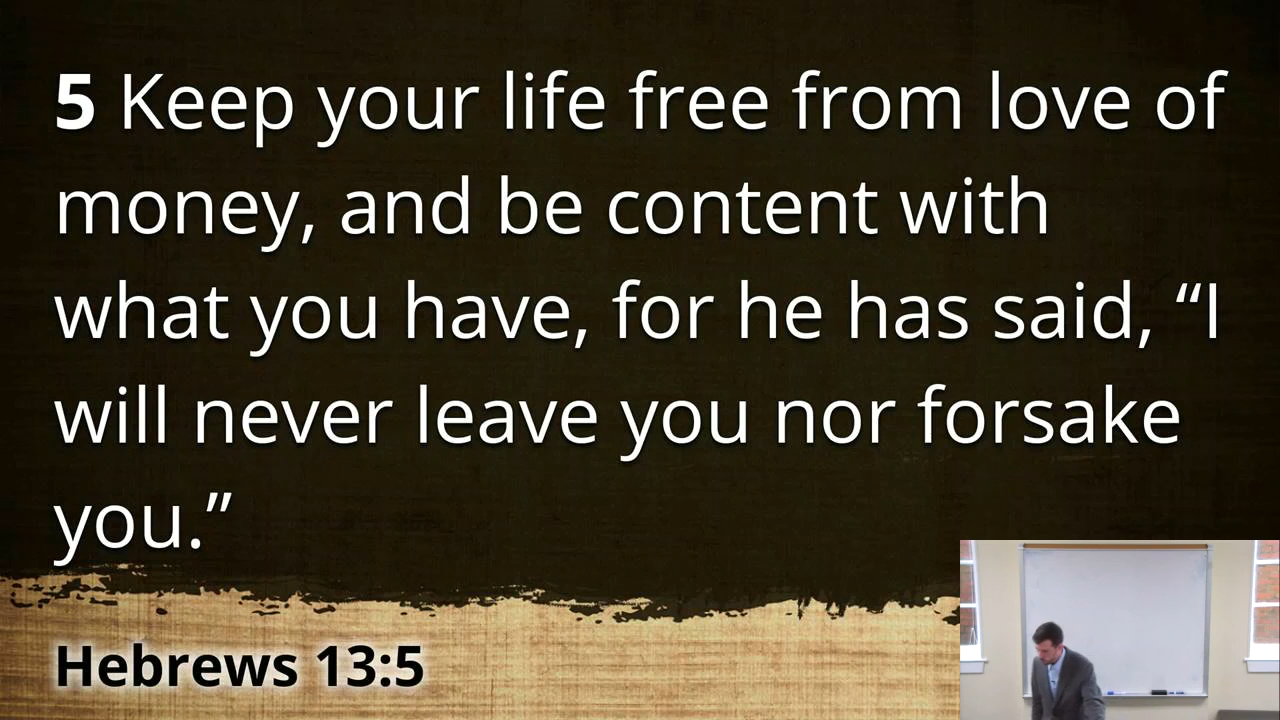 5 Keep your life free from love of
money, and be content with
what you have, for he has said, “I
will never leave you nor forsake
you.”
Hebrews 13:5